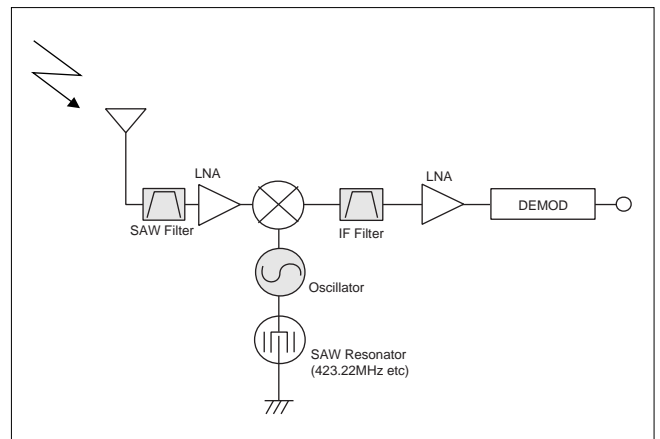 LNA
LNA
SAW Filter
IF Filter
DEMOD
Oscillator
SAW Resonator
(423.22MHz etc)